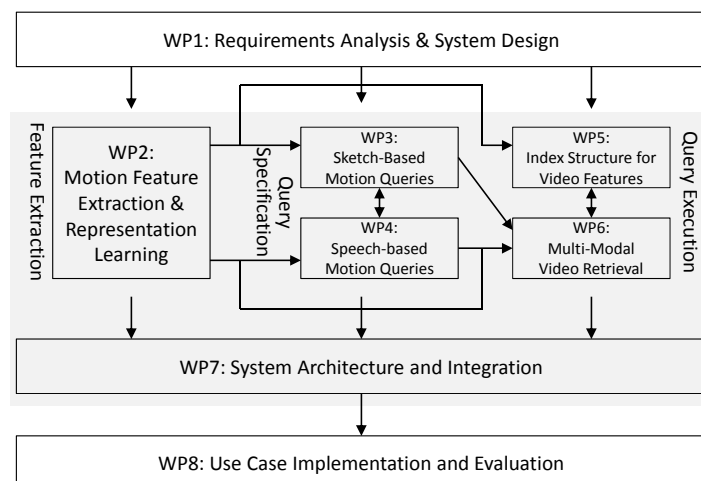 WP1: Requirements Analysis & System Design
Feature Extraction
WP2:
Motion Feature
Extraction &
Representation
Learning
Query
Specification
WP3:
Sketch-Based
Motion Queries
WP4:
Speech-based
Motion Queries
WP5:
Index Structure for
Video Features
WP6:
Multi-Modal
Video Retrieval
Query Execution
WP7: System Architecture and Integration
WP8: Use Case Implementation and Evaluation